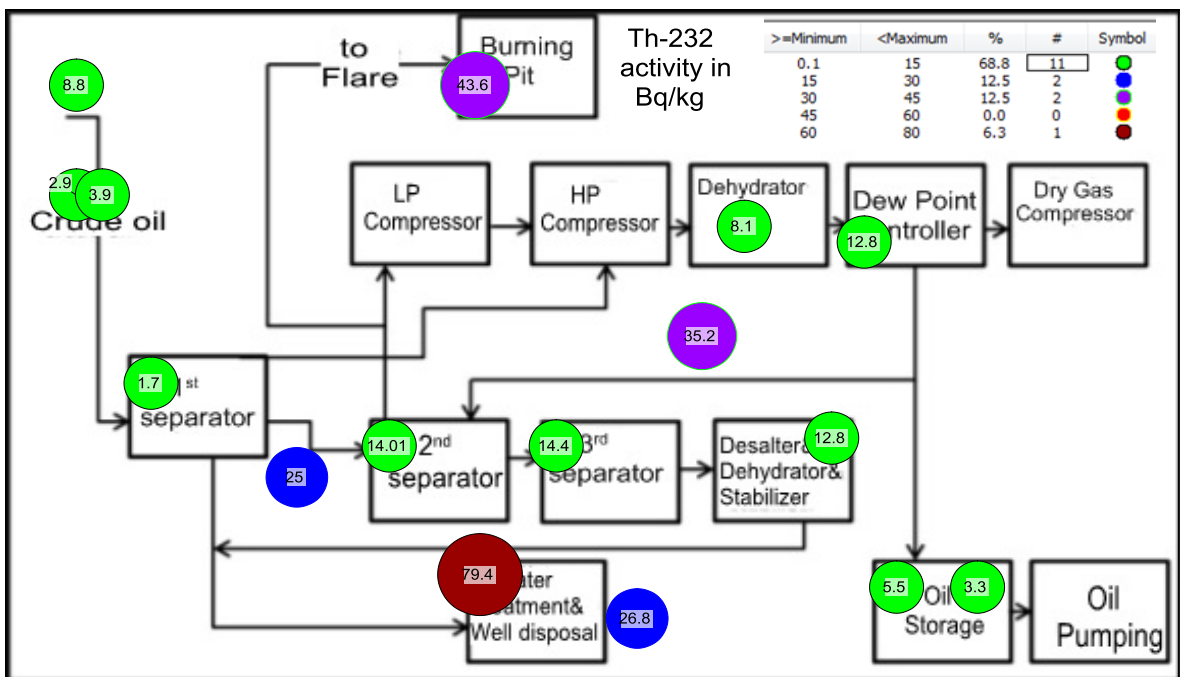 Th-232
activity in
Bq/kg
>=Minimum <Maximum % # Symbol
0.1 15 68.8 11
15 30 12.5 2
30 45 12.5 2
45 60 0.0 0
60 80 6.3 1
to
Flare
Burning
Pit
43.6
8.8
2.9
3.9
Crude oil
LP
Compressor
HP
Compressor
Dehydrator
8.1
Dew Point
ntroller
12.8
Dry Gas
Compressor
35.2
1.7
1st
separator
25
14.01
2nd
separator
14.4
3rd
separator
12.8
Desalter&
Dehydrator&
Stabilizer
79.4
ater
eatment&
Well disposal
26.8
5.5
3.3
Oil
Storage
Oil
Pumping